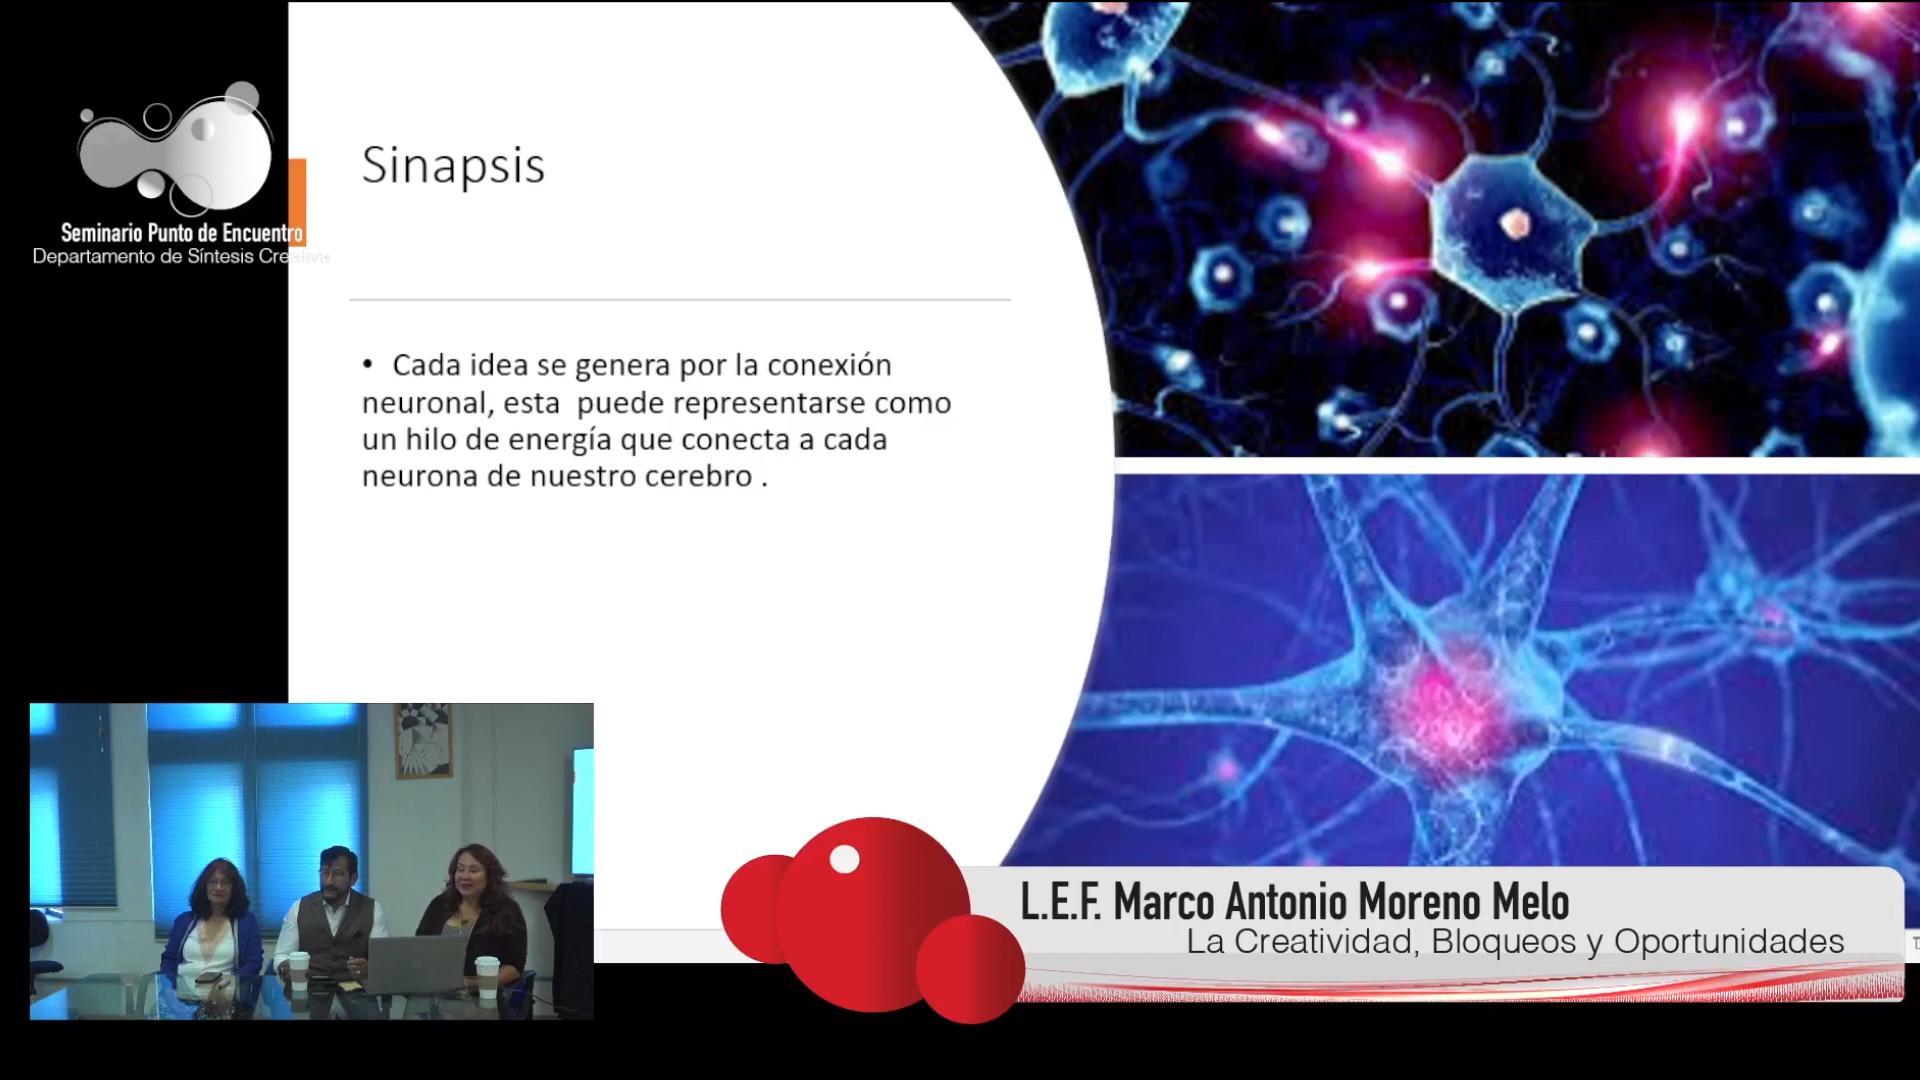 Seminario Punto de Encuentro
Departamento de Síntesis Creativa
Sinapsis
• Cada idea se genera por la conexión
neuronal, esta puede representarse como
un hilo de energía que conecta a cada
neurona de nuestro cerebro .
L.E.F. Marco Antonio Moreno Melo
La Creatividad, Bloqueos y Oportunidades